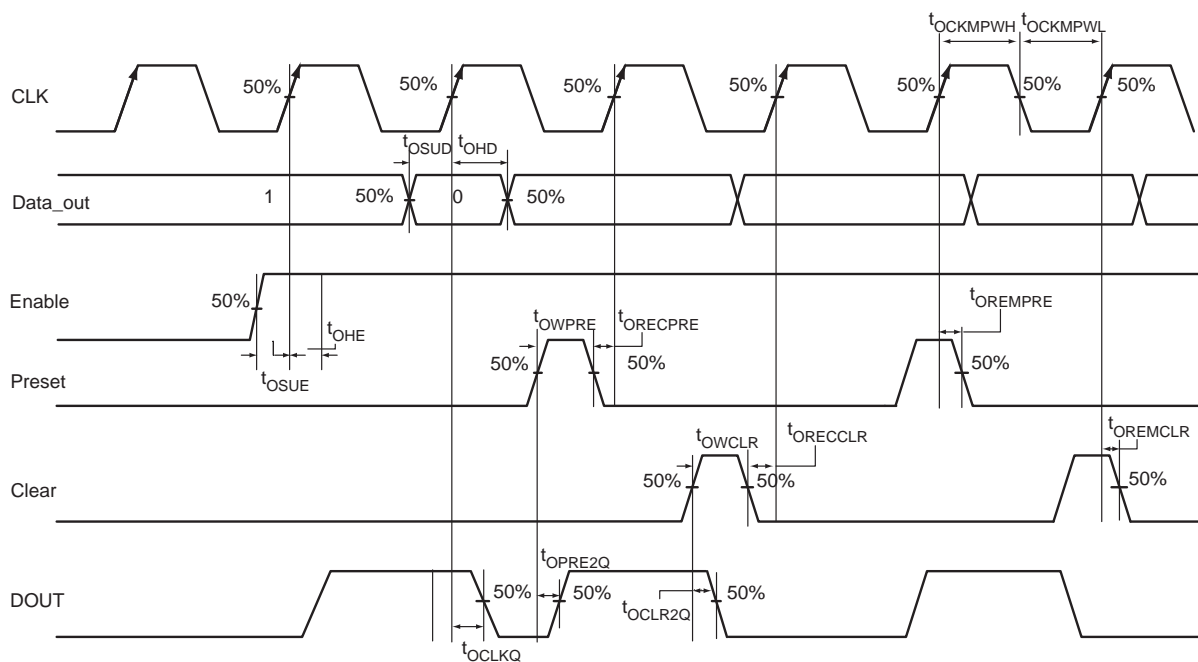 tOCKMPWH tOCKMPWL
CLK 50% 50% 50% 50% 50% 50% 50%
tOSUD tOHD
Data_out 1 50% 0 50%
Enable 50%
tOHE
tOSUE
tOWPRE tORECPRE tOREMPRE
Preset 50% 50% 50%
tOWCLR tORECCLR tOREMCLR
Clear 50% 50% 50%
tOPRE2Q
DOUT 50% 50% 50%
tOCLR2Q
tOCLKQ